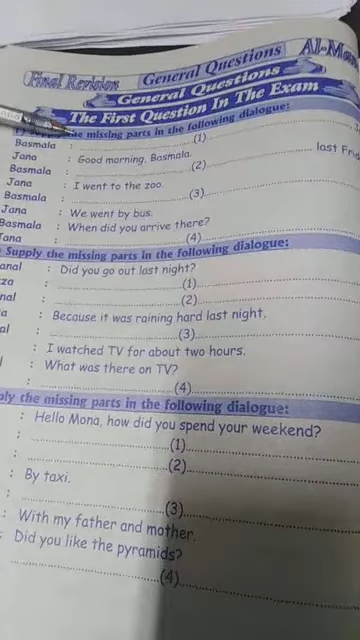 Final Revision General Questions Al-Ma
General Questions
The First Question In The Exam
the missing parts in the following dialogue:
Basmala : ..........(1)..........
Jana : Good morning, Basmala.
Basmala : ..........(2).......... last Fri
Jana : I went to the zoo.
Basmala : ..........(3)..........
Jana : We went by bus.
Basmala : When did you arrive there?
Jana : ..........(4)..........
Supply the missing parts in the following dialogue:
anal : Did you go out last night?
zza : ..........(1)..........
nal : ..........(2)..........
a : Because it was raining hard last night.
al : ..........(3)..........
: I watched TV for about two hours.
l : What was there on TV?
: ..........(4)..........
ply the missing parts in the following dialogue:
: Hello Mona, how did you spend your weekend?
: ..........(1)..........
: ..........(2)..........
: By taxi.
: ..........(3)..........
: With my father and mother.
: Did you like the pyramids?
..........(4)..........